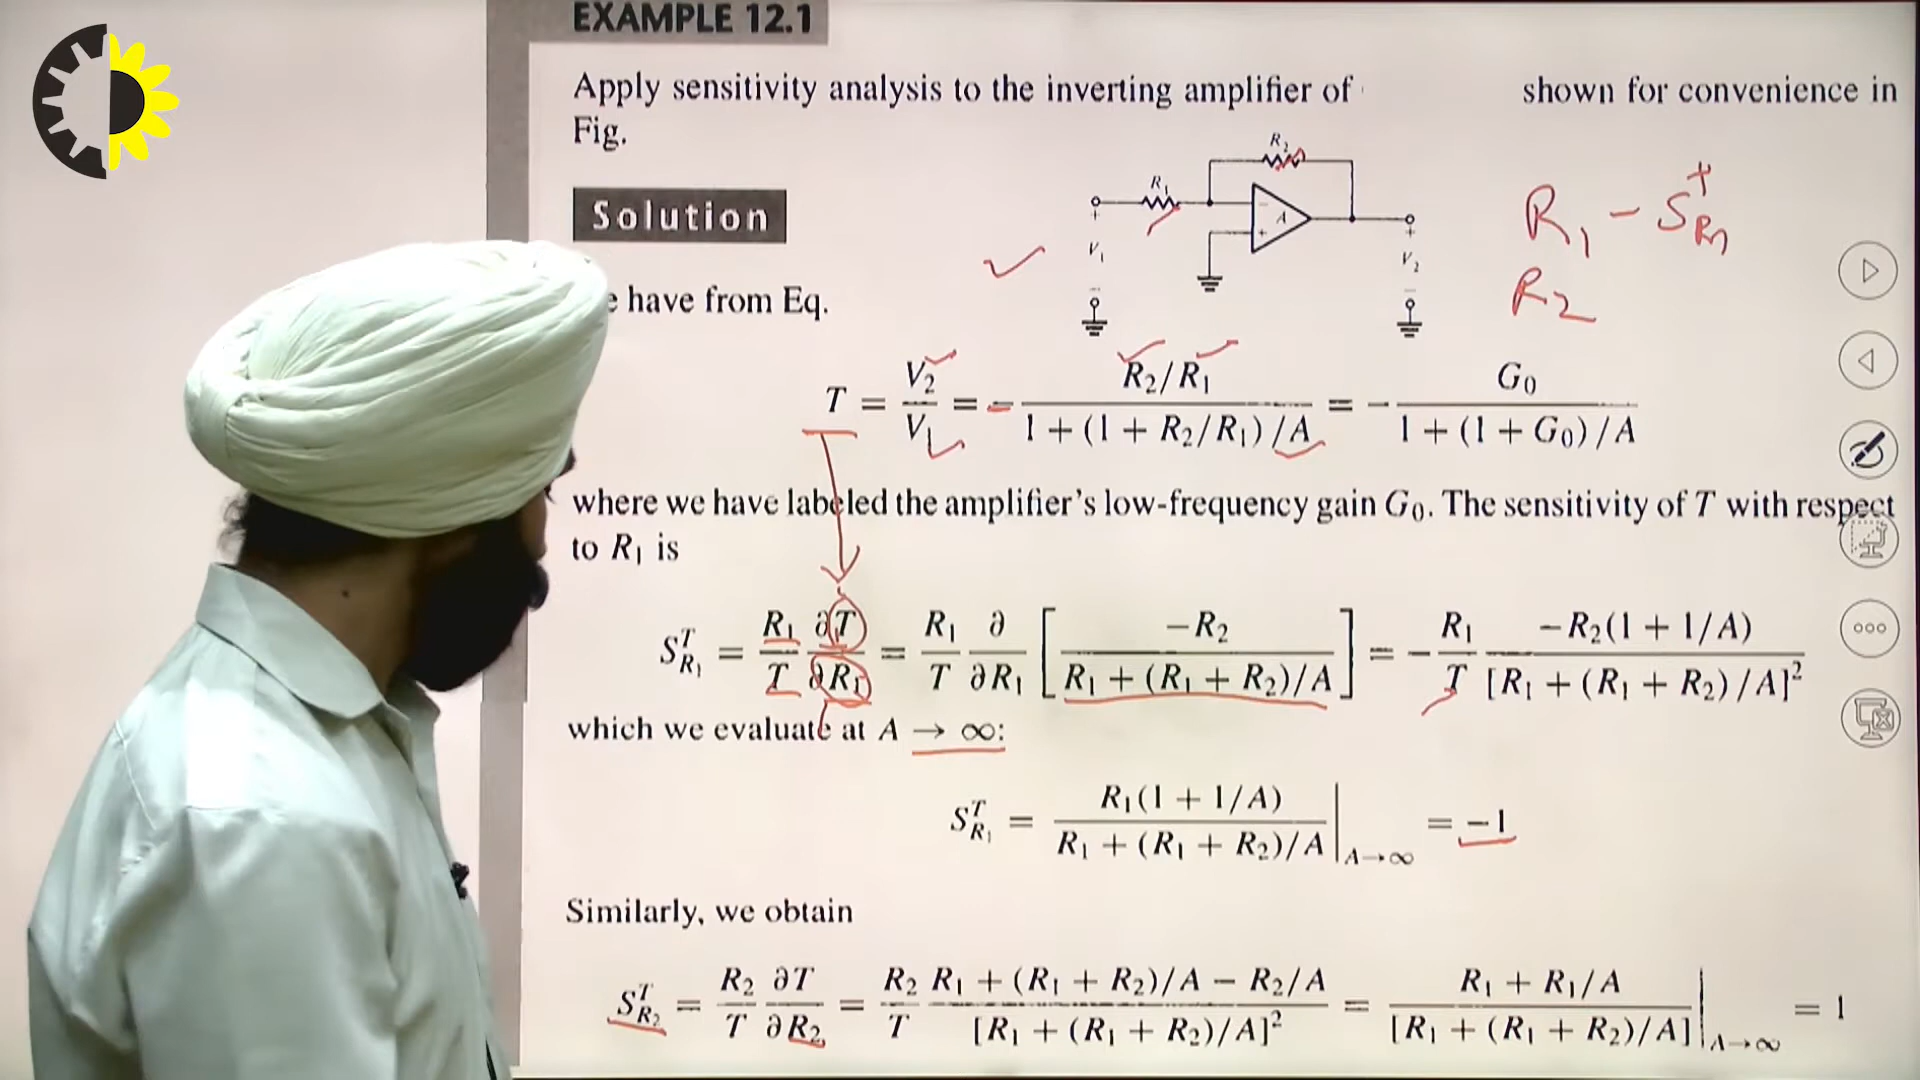 EXAMPLE 12.1
Apply sensitivity analysis to the inverting amplifier of shown for convenience in
Fig.
R₂
R₁
A
V₁
V₂
R₁ - S^T_R₁
R₂
Solution
e have from Eq.
T = V₂/V₁ = - (R₂/R₁)/(1 + (1 + R₂/R₁)/A) = - G₀/(1 + (1 + G₀)/A)
where we have labeled the amplifier's low-frequency gain G₀. The sensitivity of T with respect
to R₁ is
S^T_R₁ = (R₁/T)(∂T/∂R₁) = (R₁/T)(∂/∂R₁)[-R₂/(R₁ + (R₁ + R₂)/A)] = - (R₁/T) (-R₂(1 + 1/A))/[R₁ + (R₁ + R₂)/A]²
which we evaluate at A → ∞:
S^T_R₁ = R₁(1 + 1/A)/(R₁ + (R₁ + R₂)/A) |A→∞ = -1
Similarly, we obtain
S^T_R₂ = (R₂/T)(∂T/∂R₂) = (R₂/T) (R₁ + (R₁ + R₂)/A - R₂/A)/[R₁ + (R₁ + R₂)/A]² = (R₁ + R₁/A)/[R₁ + (R₁ + R₂)/A] |A→∞ = 1